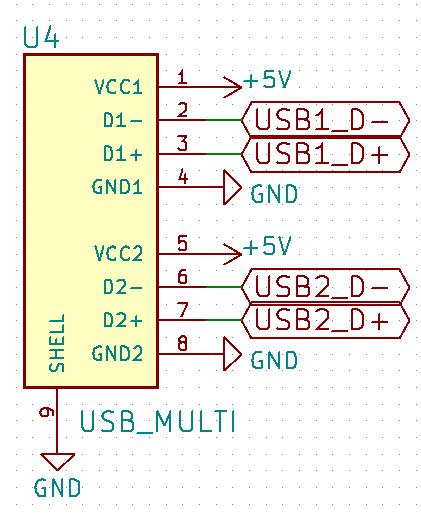 U4
VCC1 1 +5V
D1- 2 USB1_D-
D1+ 3 USB1_D+
GND1 4 GND
VCC2 5 +5V
D2- 6 USB2_D-
D2+ 7 USB2_D+
GND2 8 GND
SHELL
9
USB_MULTI
GND